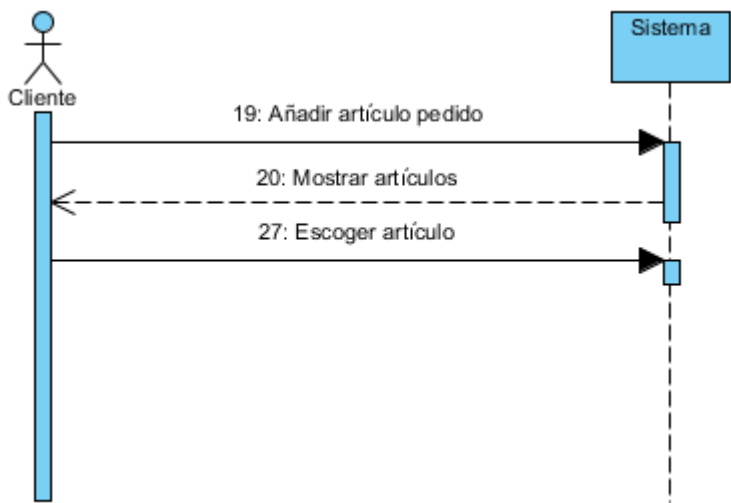 Sistema
Cliente
19: Añadir artículo pedido
20: Mostrar artículos
27: Escoger artículo